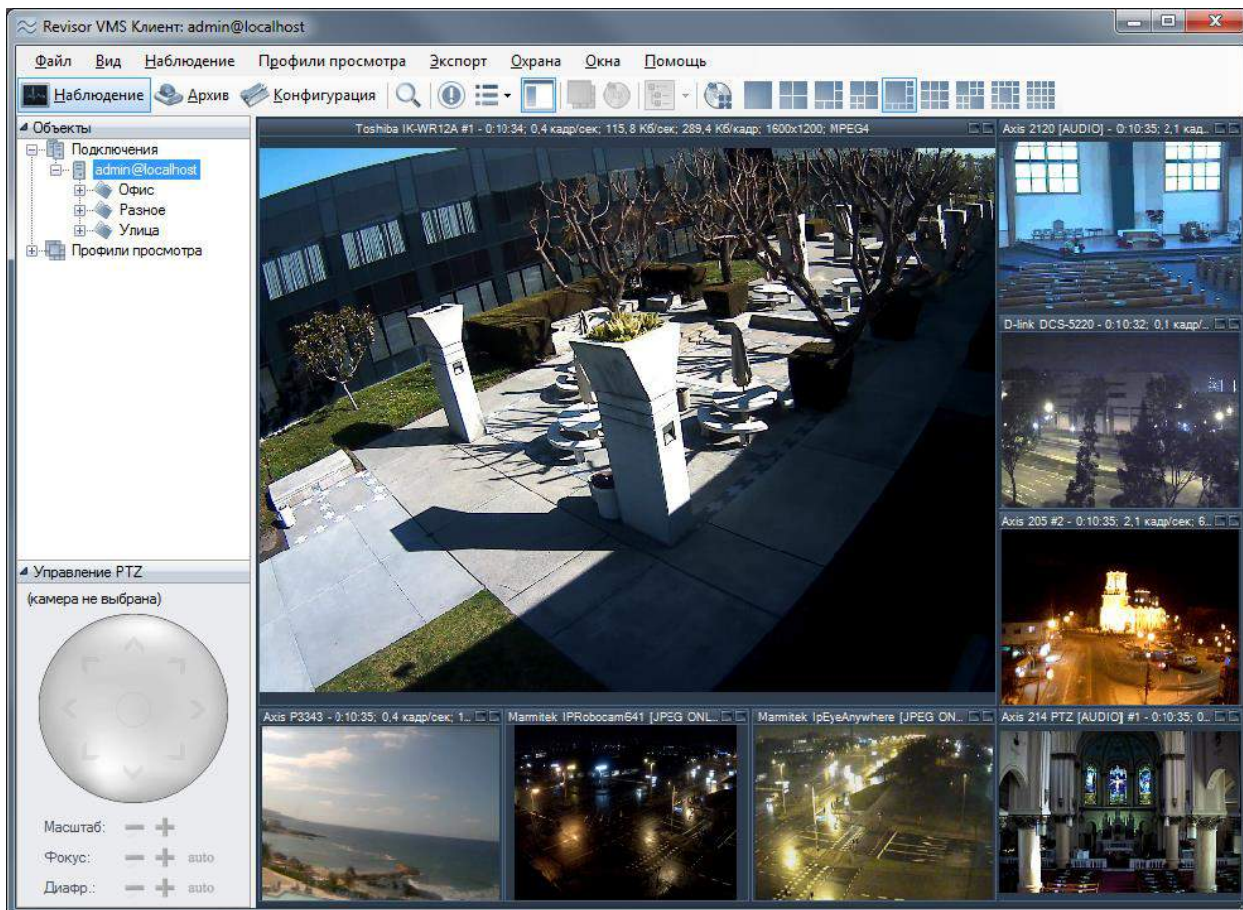 Revisor VMS Клиент: admin@localhost
Файл Вид Наблюдение Профили просмотра Экспорт Охрана Окна Помощь
Наблюдение Архив Конфигурация
Объекты
Подключения
admin@localhost
Офис
Разное
Улица
Профили просмотра
Управление PTZ
(камера не выбрана)
Масштаб:
Фокус: auto
Диафр.: auto
Toshiba IK-WR12A #1 - 0:10:34; 0,4 кадр/сек; 115,8 Кб/сек; 289,4 Кб/кадр; 1600x1200; MPEG4
Axis 2120 [AUDIO] - 0:10:35; 2,1 кад...
D-link DCS-5220 - 0:10:32; 0,1 кадр/...
Axis 205 #2 - 0:10:35; 2,1 кадр/сек; 6...
Axis P3343 - 0:10:35; 0,4 кадр/сек; 1...
Marmitek IPRobocam641 [JPEG ONL...
Marmitek IpEyeAnywhere [JPEG ON...
Axis 214 PTZ [AUDIO] #1 - 0:10:35; 0...